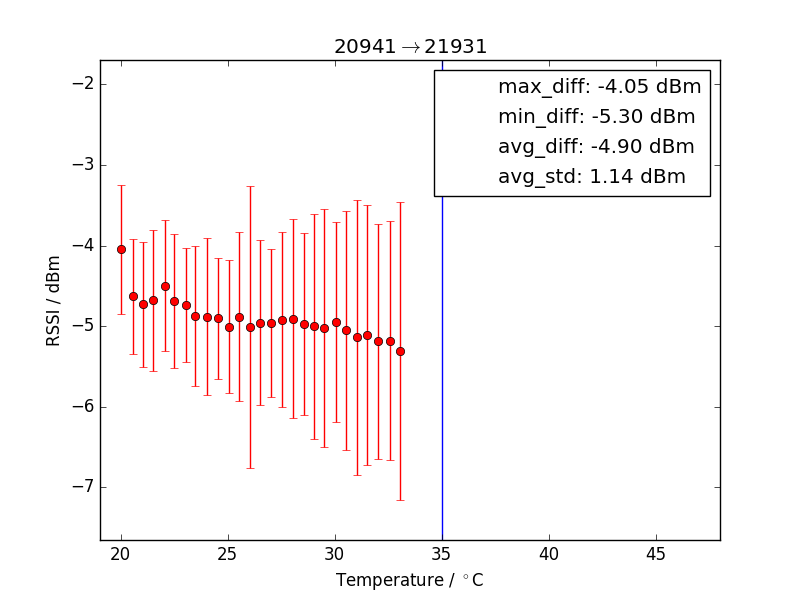 20941→21931
max_diff: -4.05 dBm
min_diff: -5.30 dBm
avg_diff: -4.90 dBm
avg_std: 1.14 dBm
RSSI / dBm
−2
−3
−4
−5
−6
−7
20 25 30 35 40 45
Temperature / °C